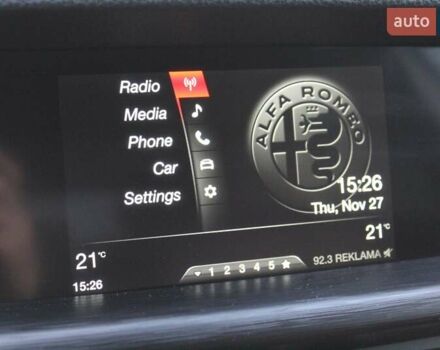 auto
Radio
Media
Phone
Car
Settings
ALFA ROMEO
15:26
Thu, Nov 27
21°C
21°C
15:26
1 2 3 4 5
92.3 REKLAMA